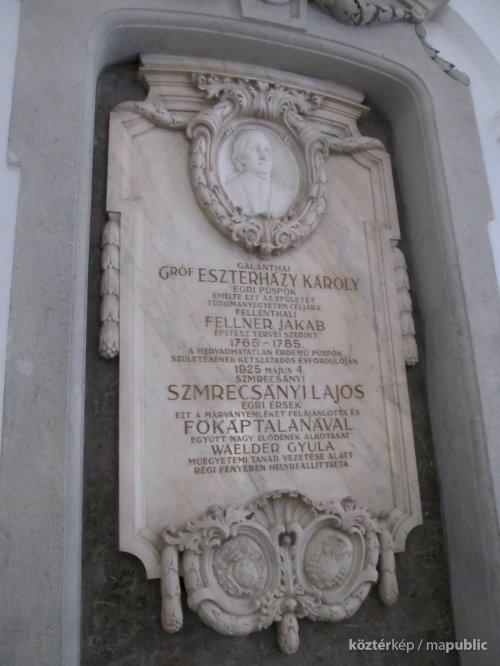 GALANTHAI
GRÓF ESZTERHÁZY KÁROLY
EGRI PÜSPÖK
EMELTE EZT AZ ÉPÜLETET
TUDOMÁNYEGYETEM CÉLJÁRA
FELLENTHALI
FELLNER JAKAB
ÉPÍTÉSZ TERVEI SZERINT
1765-1785.
A HERVADHATATLAN ÉRDEMŰ PÜSPÖK
SZÜLETÉSÉNEK KÉTSZÁZADOS ÉVFORDULÓJÁN
1925 MÁJUS 4.
SZMRECSÁNYI
SZMRECSÁNYI LAJOS
EGRI ÉRSEK
EZT A MÁRVÁNYEMLÉKET FELAJÁNLOTTA ÉS
FŐKÁPTALANÁVAL
EGYÜTT NAGY ELŐDÉNEK ALKOTÁSÁT
WAELDER GYULA
MŰEGYETEMI TANÁR VEZETÉSE ALATT
RÉGI FÉNYÉBEN HELYREÁLLÍTTATTA.
köztérkép / mapublic